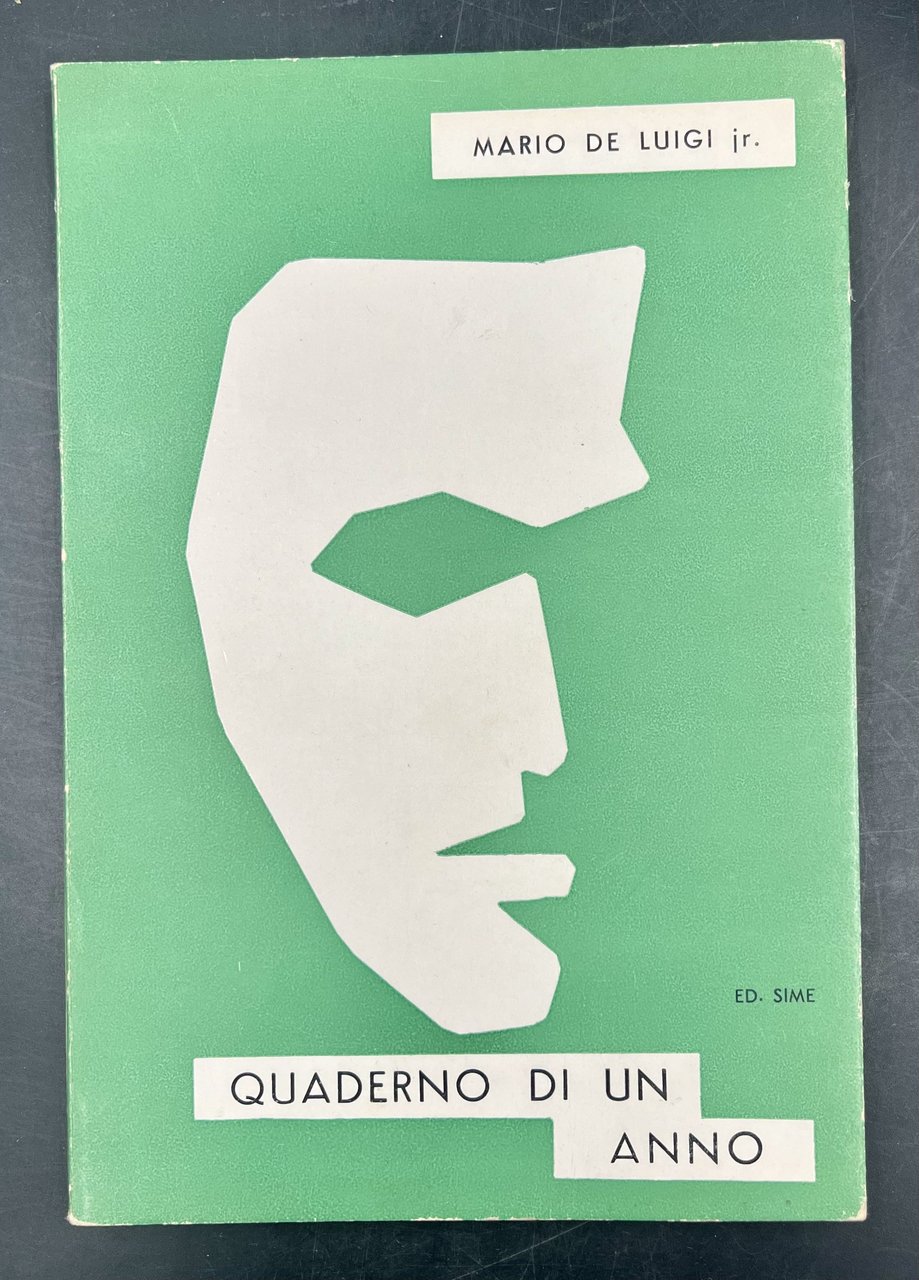 MARIO DE LUIGI jr.
ED. SIME
QUADERNO DI UN
ANNO